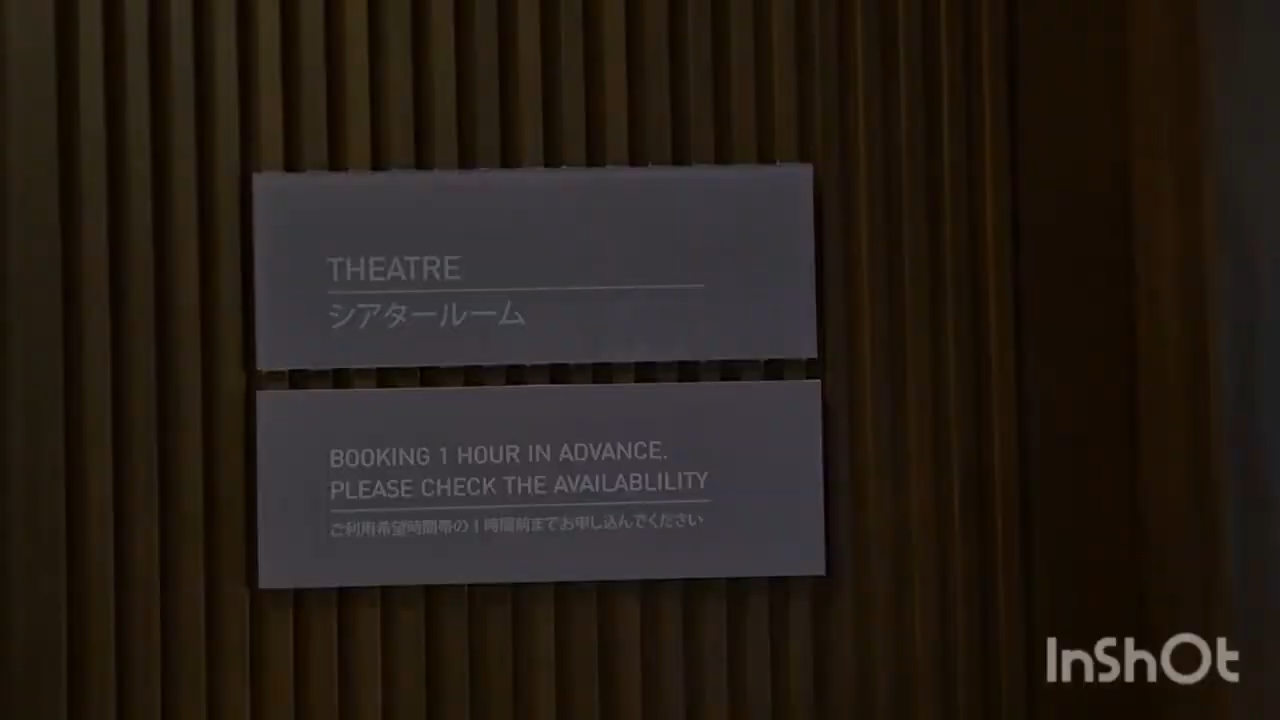 THEATRE
シアタールーム
BOOKING 1 HOUR IN ADVANCE.
PLEASE CHECK THE AVAILABLILITY
ご利用希望時間帯の1時間前までお申し込んでください
InShOt